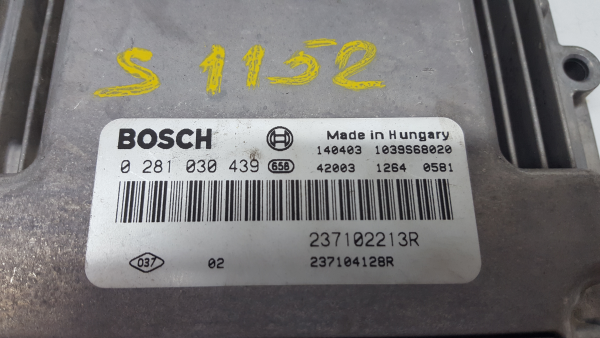 S 1152
BOSCH Made in Hungary
140403 1039S68020
0 281 030 439 656 42003 1264 0581
237102213R
037 02 237104128R